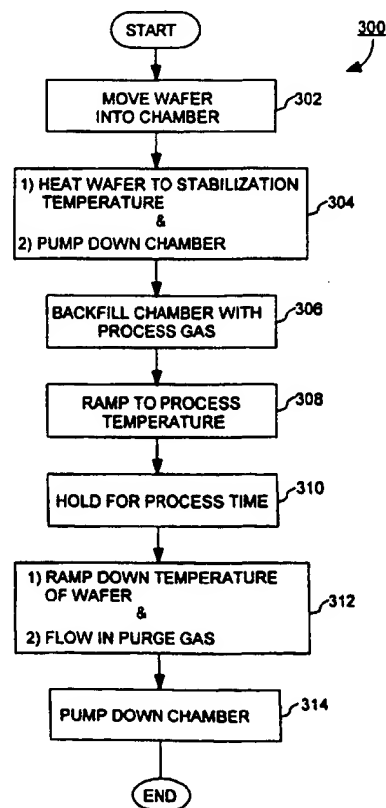 START
300
MOVE WAFER
INTO CHAMBER
302
1) HEAT WAFER TO STABILIZATION
TEMPERATURE
&
2) PUMP DOWN CHAMBER
304
BACKFILL CHAMBER WITH
PROCESS GAS
306
RAMP TO PROCESS
TEMPERATURE
308
HOLD FOR PROCESS TIME
310
1) RAMP DOWN TEMPERATURE
OF WAFER
&
2) FLOW IN PURGE GAS
312
PUMP DOWN CHAMBER
314
END